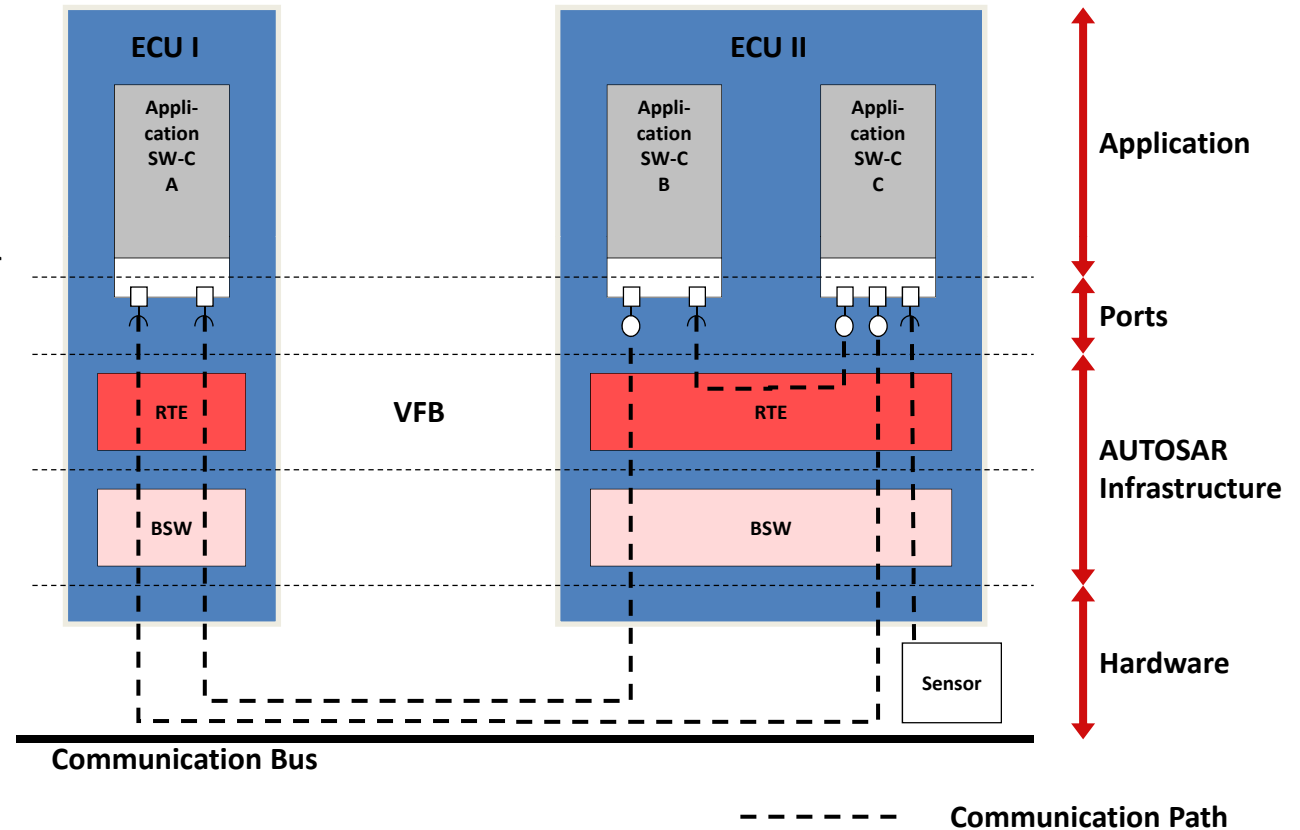 ECU I
ECU II
Appli-
cation
SW-C
A
Appli-
cation
SW-C
B
Appli-
cation
SW-C
C
Application
Ports
RTE
VFB
RTE
AUTOSAR
Infrastructure
BSW
BSW
Hardware
Sensor
Communication Bus
Communication Path